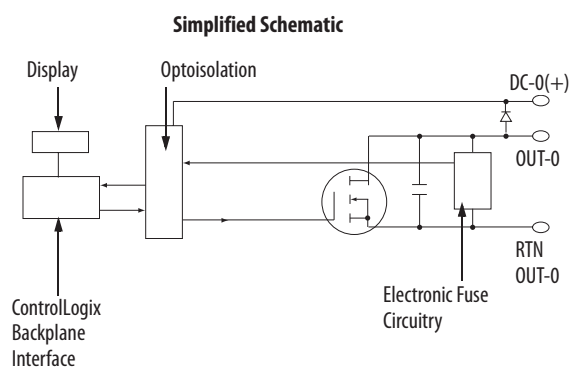 Simplified Schematic
Display
Optoisolation
DC-0(+)
OUT-0
RTN
OUT-0
Electronic Fuse
Circuitry
ControlLogix
Backplane
Interface